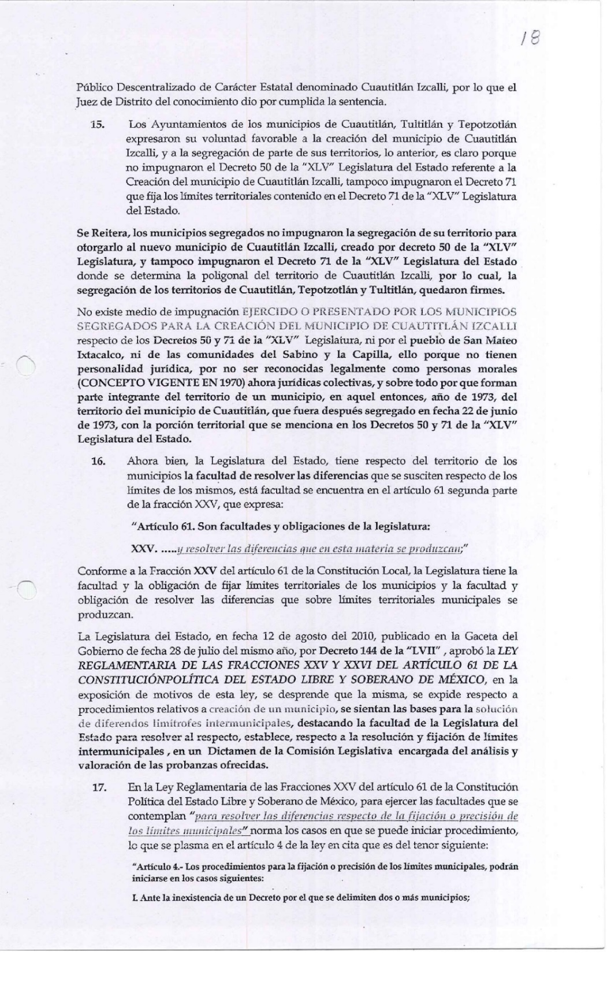 18
Público Descentralizado de Carácter Estatal denominado Cuautitlán Izcalli, por lo que el
Juez de Distrito del conocimiento dio por cumplida la sentencia.
15. Los Ayuntamientos de los municipios de Cuautitlán, Tultitlán y Tepotzotlán
expresaron su voluntad favorable a la creación del municipio de Cuautitlán
Izcalli, y a la segregación de parte de sus territorios, lo anterior, es claro porque
no impugnaron el Decreto 50 de la "XLV" Legislatura del Estado referente a la
Creación del municipio de Cuautitlán Izcalli, tampoco impugnaron el Decreto 71
que fija los límites territoriales contenido en el Decreto 71 de la "XLV" Legislatura
del Estado.
Se Reitera, los municipios segregados no impugnaron la segregación de su territorio para
otorgarlo al nuevo municipio de Cuautitlán Izcalli, creado por decreto 50 de la "XLV"
Legislatura, y tampoco impugnaron el Decreto 71 de la "XLV" Legislatura del Estado
donde se determina la poligonal del territorio de Cuautitlán Izcalli, por lo cual, la
segregación de los territorios de Cuautitlán, Tepotzotlán y Tultitlán, quedaron firmes.
No existe medio de impugnación EJERCIDO O PRESENTADO POR LOS MUNICIPIOS
SEGREGADOS PARA LA CREACIÓN DEL MUNICIPIO DE CUAUTITLÁN IZCALLI
respecto de los Decretos 50 y 71 de la "XLV" Legislatura, ni por el pueblo de San Mateo
Ixtacalco, ni de las comunidades del Sabino y la Capilla, ello porque no tienen
personalidad jurídica, por no ser reconocidas legalmente como personas morales
(CONCEPTO VIGENTE EN 1970) ahora jurídicas colectivas, y sobre todo por que forman
parte integrante del territorio de un municipio, en aquel entonces, año de 1973, del
territorio del municipio de Cuautitlán, que fuera después segregado en fecha 22 de junio
de 1973, con la porción territorial que se menciona en los Decretos 50 y 71 de la "XLV"
Legislatura del Estado.
16. Ahora bien, la Legislatura del Estado, tiene respecto del territorio de los
municipios la facultad de resolver las diferencias que se susciten respecto de los
límites de los mismos, está facultad se encuentra en el artículo 61 segunda parte
de la fracción XXV, que expresa:
"Artículo 61. Son facultades y obligaciones de la legislatura:
XXV. .....y resolver las diferencias que en esta materia se produzcan;"
Conforme a la Fracción XXV del artículo 61 de la Constitución Local, la Legislatura tiene la
facultad y la obligación de fijar límites territoriales de los municipios y la facultad y
obligación de resolver las diferencias que sobre límites territoriales municipales se
produzcan.
La Legislatura del Estado, en fecha 12 de agosto del 2010, publicado en la Gaceta del
Gobierno de fecha 28 de julio del mismo año, por Decreto 144 de la "LVII" , aprobó la LEY
REGLAMENTARIA DE LAS FRACCIONES XXV Y XXVI DEL ARTÍCULO 61 DE LA
CONSTITUCIÓNPOLÍTICA DEL ESTADO LIBRE Y SOBERANO DE MÉXICO, en la
exposición de motivos de esta ley, se desprende que la misma, se expide respecto a
procedimientos relativos a creación de un municipio, se sientan las bases para la solución
de diferendos limítrofes intermunicipales, destacando la facultad de la Legislatura del
Estado para resolver al respecto, establece, respecto a la resolución y fijación de límites
intermunicipales , en un Dictamen de la Comisión Legislativa encargada del análisis y
valoración de las probanzas ofrecidas.
17. En la Ley Reglamentaria de las Fracciones XXV del artículo 61 de la Constitución
Política del Estado Libre y Soberano de México, para ejercer las facultades que se
contemplan "para resolver las diferencias respecto de la fijación o precisión de
los límites municipales" norma los casos en que se puede iniciar procedimiento,
lo que se plasma en el artículo 4 de la ley en cita que es del tenor siguiente:
"Artículo 4.- Los procedimientos para la fijación o precisión de los límites municipales, podrán
iniciarse en los casos siguientes:
I. Ante la inexistencia de un Decreto por el que se delimiten dos o más municipios;